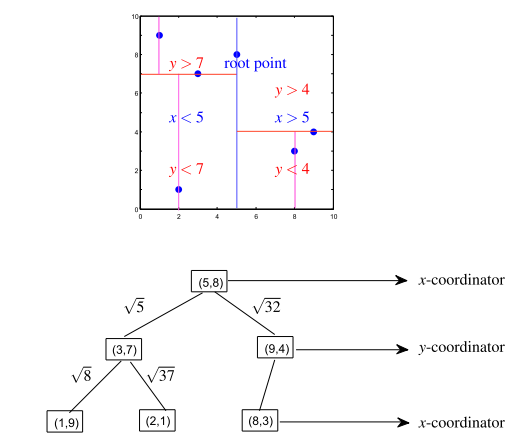 10
8
6
4
2
0
0 2 4 6 8 10
y > 7
root point
y > 4
x < 5 x > 5
y < 7 y < 4
(5,8) x-coordinator
√5 √32
(3,7) (9,4) y-coordinator
√8 √37
(1,9) (2,1) (8,3) x-coordinator